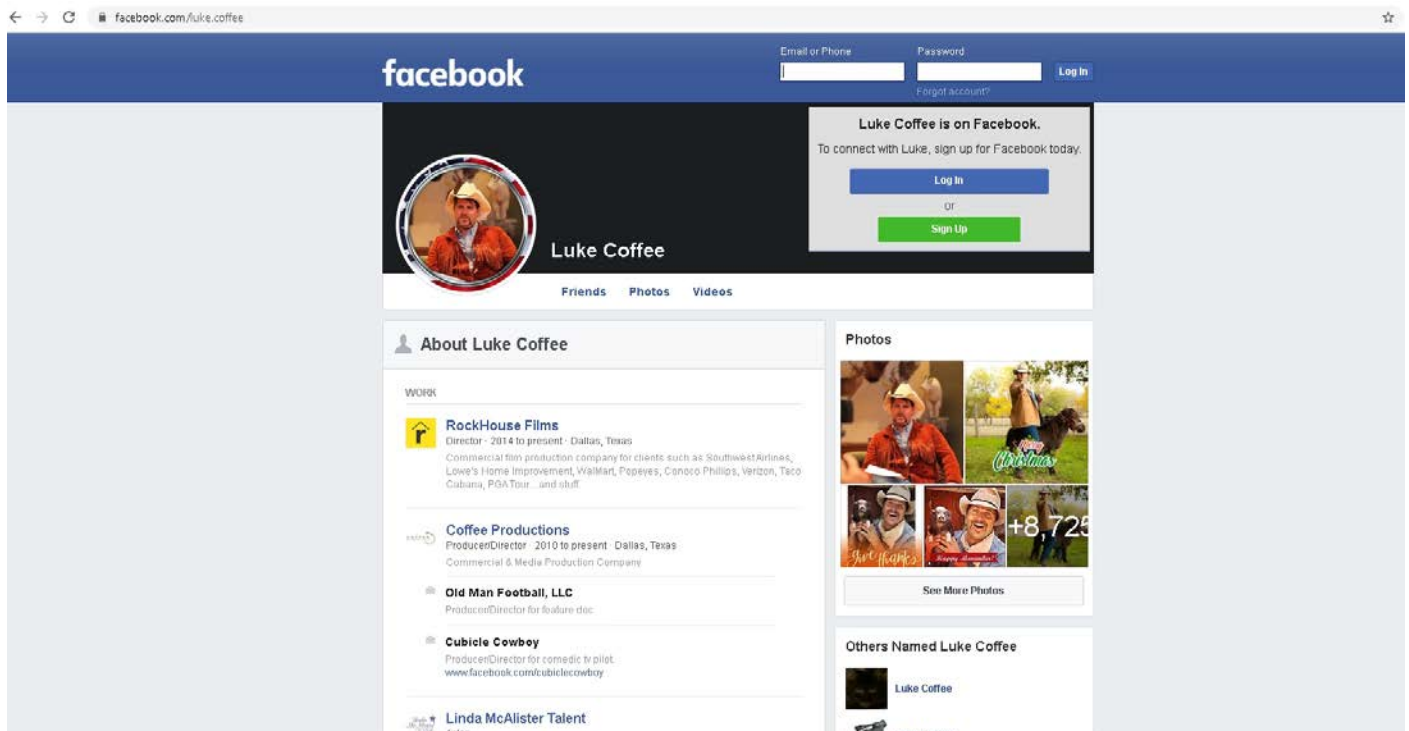 facebook.com/luke.coffee
Email or Phone
Password
facebook
Log In
Forgot account?
Luke Coffee is on Facebook.
To connect with Luke, sign up for Facebook today.
Log In
or
Sign Up
Luke Coffee
Friends Photos Videos
About Luke Coffee
WORK
RookHouse Films
Director · 2014 to present · Dallas, Texas
Commercial film production company for clients such as Southwest Airlines,
Lowe's Home Improvement, WalMart, Popeyes, Conoco Phillips, Verizon, Taco
Cabana, PGA Tour...and stuff.
Coffee Productions
Producer/Director · 2010 to present · Dallas, Texas
Commercial & Media Production Company
Old Man Football, LLC
Producer/Director for feature doc
Cubicle Cowboy
Producer/Director for comedic tv pilot.
www.facebook.com/cubiclecowboy
Linda McAlister Talent
Photos
Merry
Christmas
Give thanks
Happy
+8,725
See More Photos
Others Named Luke Coffee
Luke Coffee